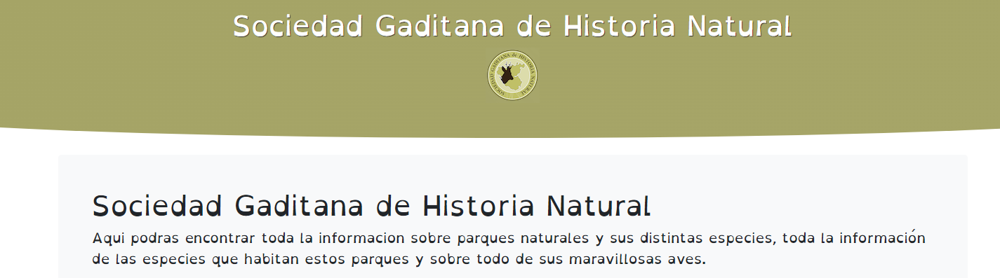 Sociedad Gaditana de Historia Natural
SOCIEDAD GADITANA de HISTORIA NATURAL
Sociedad Gaditana de Historia Natural
Aqui podras encontrar toda la informacion sobre parques naturales y sus distintas especies, toda la información
de las especies que habitan estos parques y sobre todo de sus maravillosas aves.